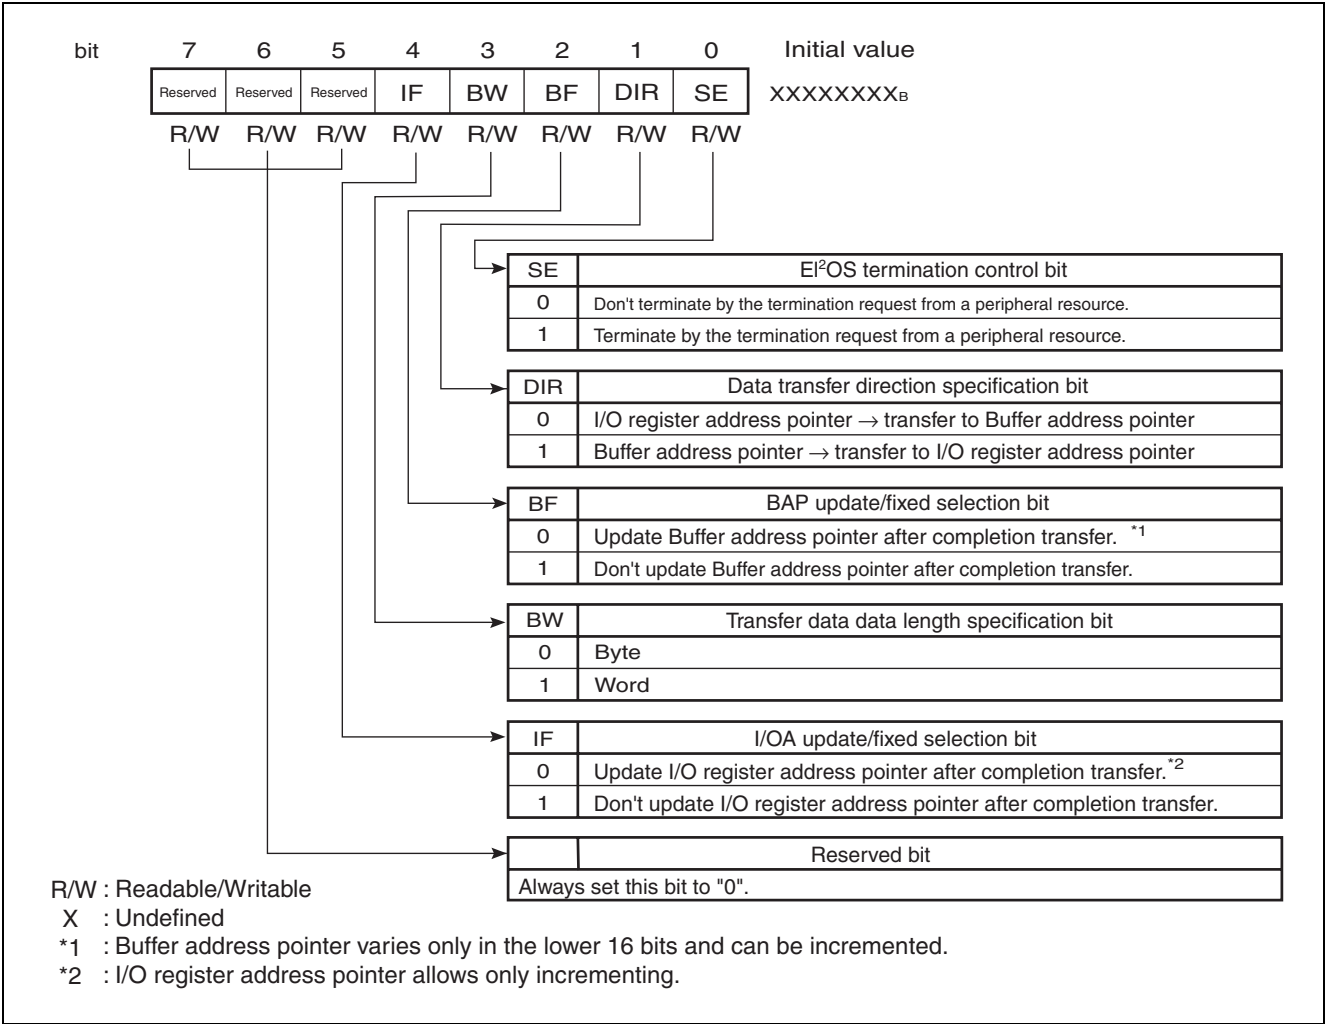 bit 7 6 5 4 3 2 1 0 Initial value
Reserved Reserved Reserved IF BW BF DIR SE XXXXXXXXB
R/W R/W R/W R/W R/W R/W R/W R/W
SE EI²OS termination control bit
0 Don't terminate by the termination request from a peripheral resource.
1 Terminate by the termination request from a peripheral resource.
DIR Data transfer direction specification bit
0 I/O register address pointer → transfer to Buffer address pointer
1 Buffer address pointer → transfer to I/O register address pointer
BF BAP update/fixed selection bit
0 Update Buffer address pointer after completion transfer. *1
1 Don't update Buffer address pointer after completion transfer.
BW Transfer data data length specification bit
0 Byte
1 Word
IF I/OA update/fixed selection bit
0 Update I/O register address pointer after completion transfer.*2
1 Don't update I/O register address pointer after completion transfer.
Reserved bit
Always set this bit to "0".
R/W : Readable/Writable
X : Undefined
*1 : Buffer address pointer varies only in the lower 16 bits and can be incremented.
*2 : I/O register address pointer allows only incrementing.